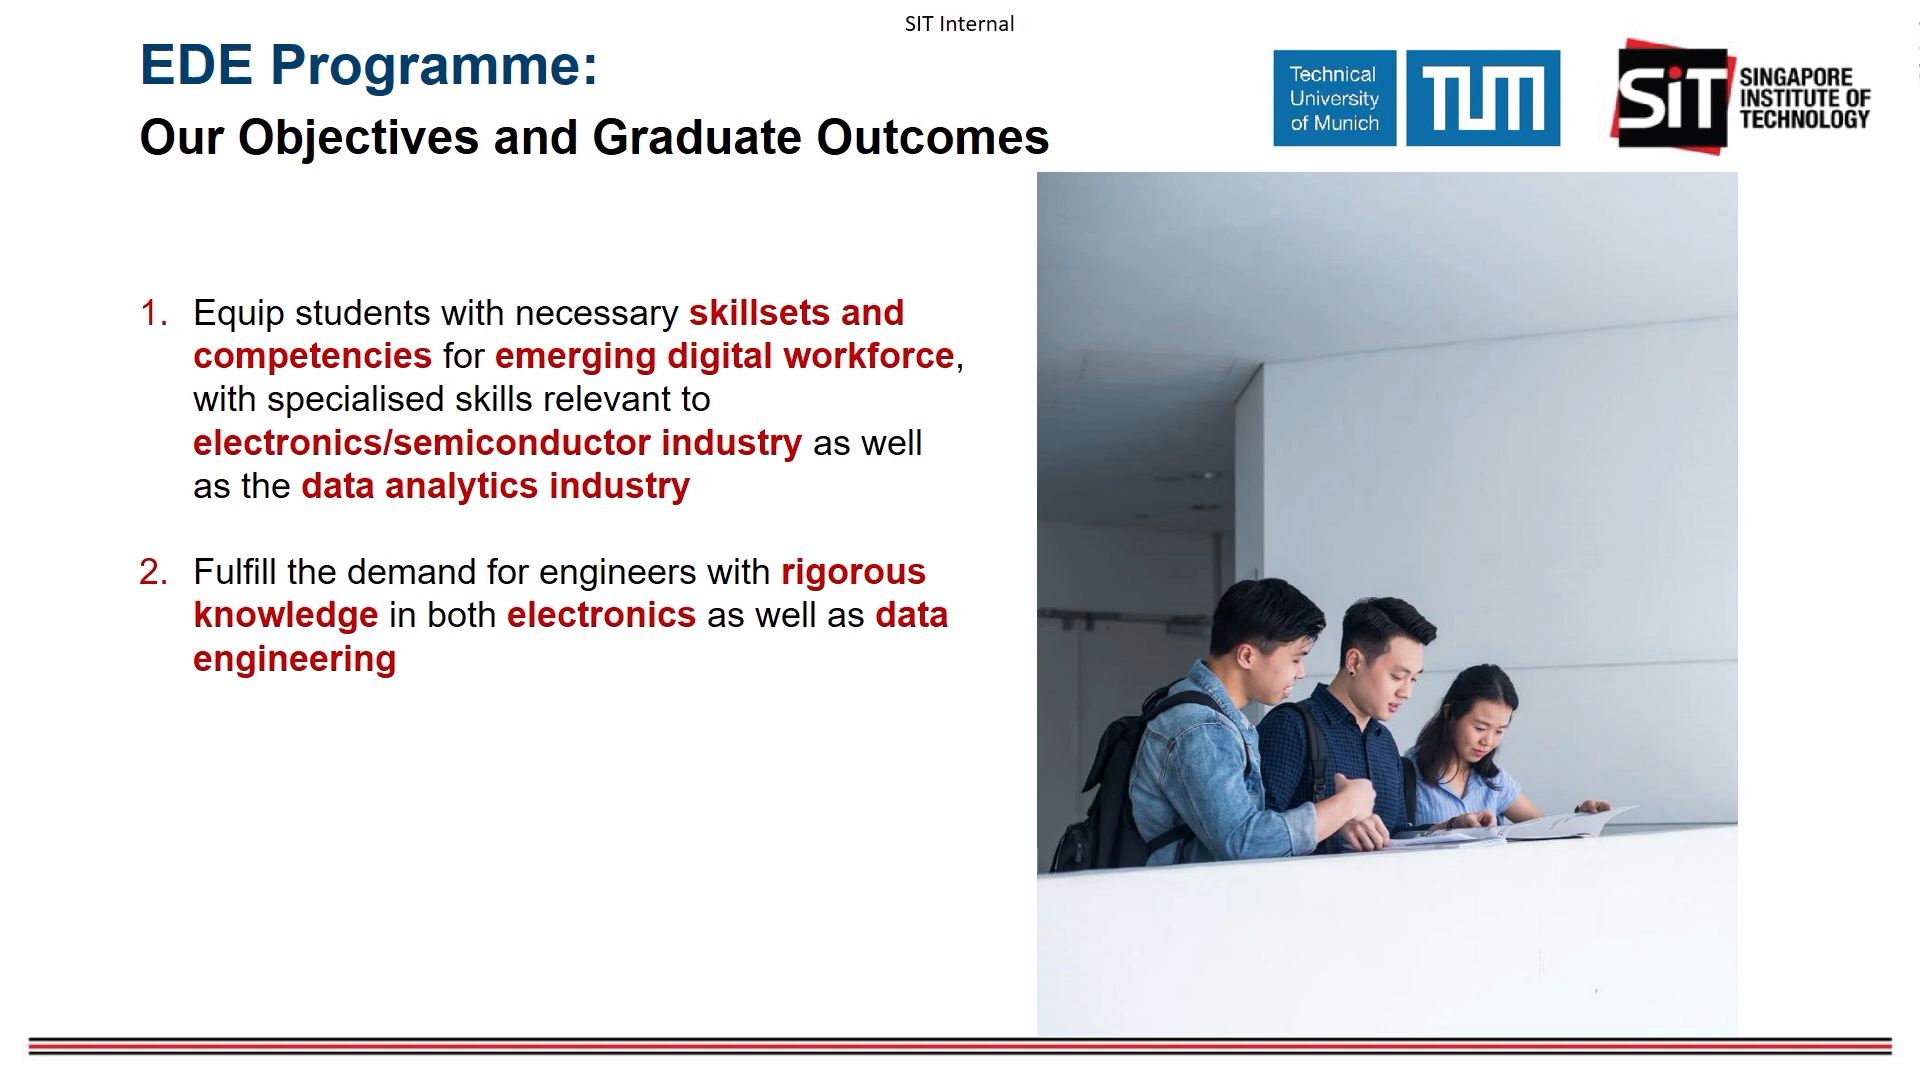 SIT Internal
EDE Programme:
Our Objectives and Graduate Outcomes
Technical
University
of Munich
TUM
SiT
SINGAPORE
INSTITUTE OF
TECHNOLOGY
1. Equip students with necessary skillsets and
competencies for emerging digital workforce,
with specialised skills relevant to
electronics/semiconductor industry as well
as the data analytics industry
2. Fulfill the demand for engineers with rigorous
knowledge in both electronics as well as data
engineering